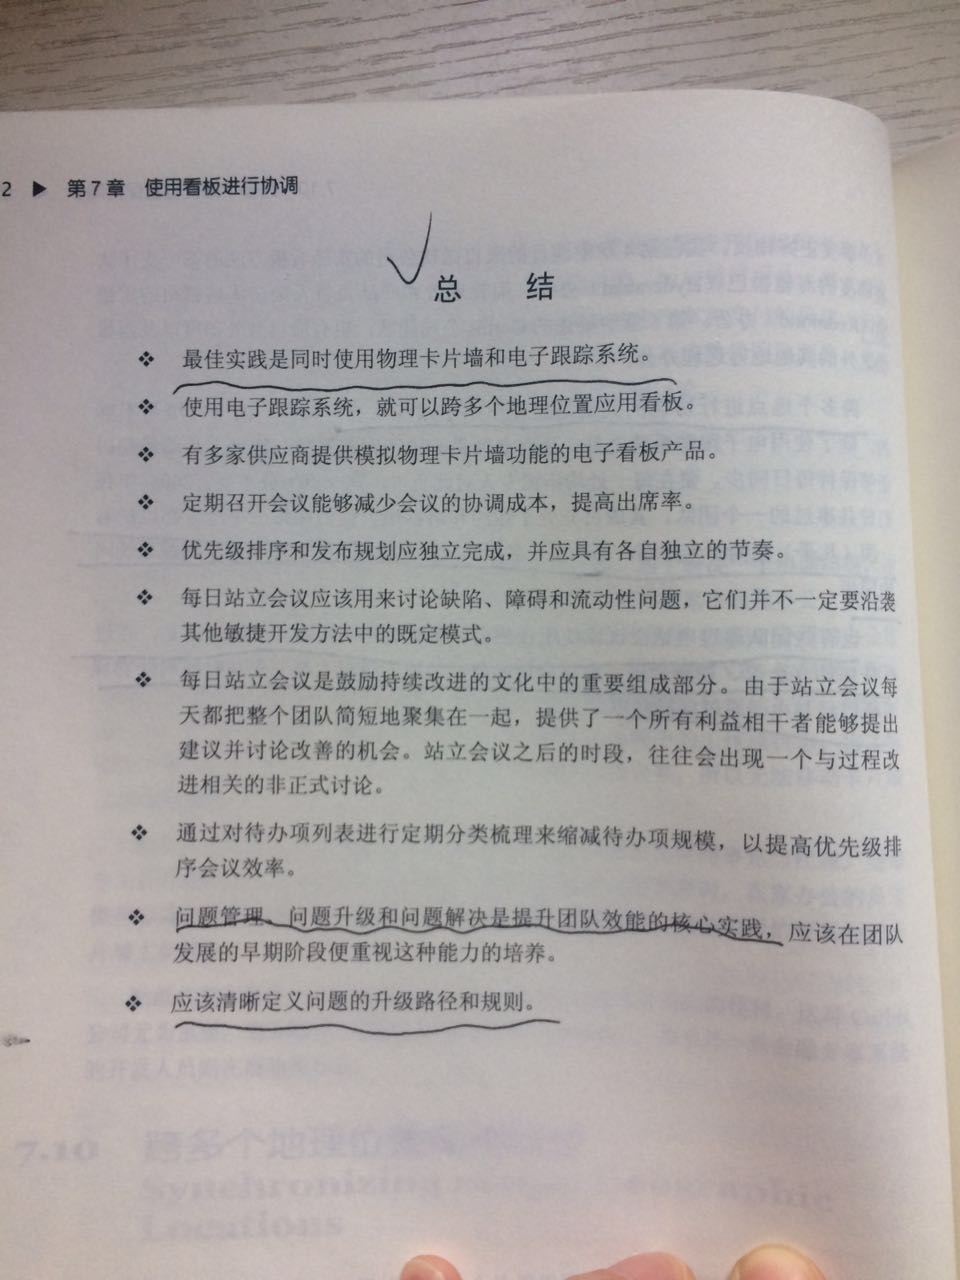 2 ▶ 第7章 使用看板进行协调
总 结
❖ 最佳实践是同时使用物理卡片墙和电子跟踪系统。
❖ 使用电子跟踪系统，就可以跨多个地理位置应用看板。
❖ 有多家供应商提供模拟物理卡片墙功能的电子看板产品。
❖ 定期召开会议能够减少会议的协调成本，提高出席率。
❖ 优先级排序和发布规划应独立完成，并应具有各自独立的节奏。
❖ 每日站立会议应该用来讨论缺陷、障碍和流动性问题，它们并不一定要沿袭
其他敏捷开发方法中的既定模式。
❖ 每日站立会议是鼓励持续改进的文化中的重要组成部分。由于站立会议每
天都把整个团队简短地聚集在一起，提供了一个所有利益相干者能够提出
建议并讨论改善的机会。站立会议之后的时段，往往会出现一个与过程改
进相关的非正式讨论。
❖ 通过对待办项列表进行定期分类梳理来缩减待办项规模，以提高优先级排
序会议效率。
❖ 问题管理、问题升级和问题解决是提升团队效能的核心实践，应该在团队
发展的早期阶段便重视这种能力的培养。
❖ 应该清晰定义问题的升级路径和规则。
7.10 跨多个地理位置
Synchronizing
Locations